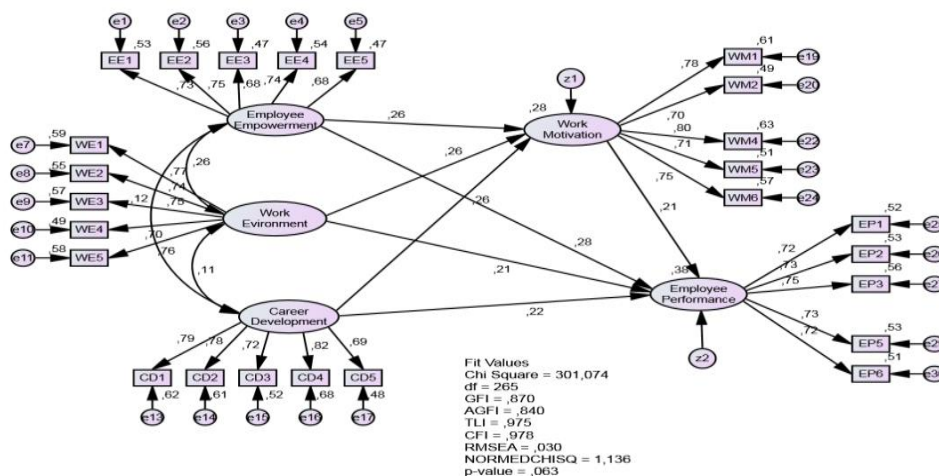 e1 e2 e3 e4 e5
,53 ,56 ,47 ,54 ,47
EE1 EE2 EE3 EE4 EE5
,73 ,75 ,68 ,74 ,68
Employee
Empowerment
e7 ,59 WE1
e8 ,55 WE2
e9 ,57 WE3
e10 ,49 WE4
e11 ,58 WE5
,77
,74
,75
,70
,76
Work
Evironment
,26
,12
,11
Career
Development
,79 ,78 ,72 ,82 ,69
CD1 CD2 CD3 CD4 CD5
,62 ,61 ,52 ,68 ,48
e13 e14 e15 e16 e17
,26
,26
,26
,28
,21
,22
,21
z1
,28
Work
Motivation
,78
,70
,80
,71
,75
,61
WM1 e19
,49
WM2 e20
,63
WM4 e22
,51
WM5 e23
,57
WM6 e24
,38
Employee
Performance
z2
,72
,73
,75
,73
,72
,52
EP1
,53
EP2
,56
EP3
,53
EP5
,51
EP6
Fit Values
Chi Square = 301,074
df = 265
GFI = ,870
AGFI = ,840
TLI = ,975
CFI = ,978
RMSEA = ,030
NORMEDCHISQ = 1,136
p-value = ,063